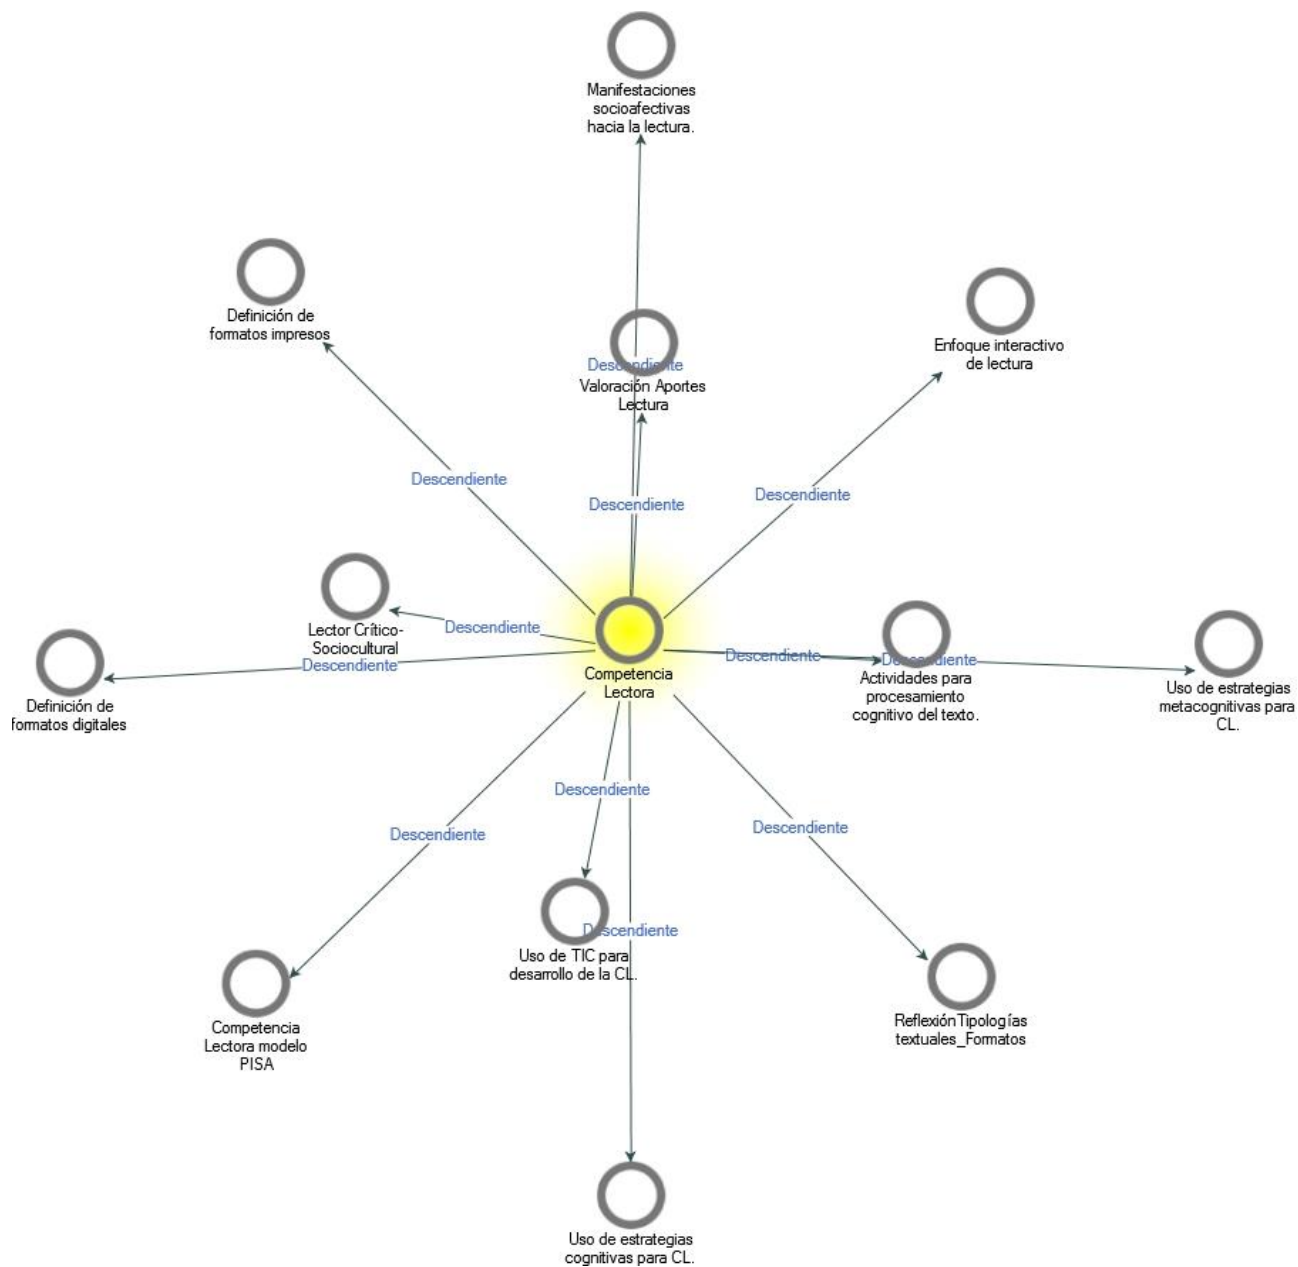 Manifestaciones
socioafectivas
hacia la lectura.
Definición de
formatos impresos
Enfoque interactivo
de lectura
Descendiente
Valoración Aportes
Lectura
Descendiente
Descendiente
Descendiente
Lector Crítico-
Sociocultural
Descendiente
Descendiente
Definición de
formatos digitales
Competencia
Lectora
Descendiente
Descendiente
Actividades para
procesamiento
cognitivo del texto.
Uso de estrategias
metacognitivas para
CL.
Descendiente
Descendiente
Descendiente
Descendiente
Uso de TIC para
desarrollo de la CL.
Competencia
Lectora modelo
PISA
ReflexiónTipologías
textuales_Formatos
Uso de estrategias
cognitivas para CL.